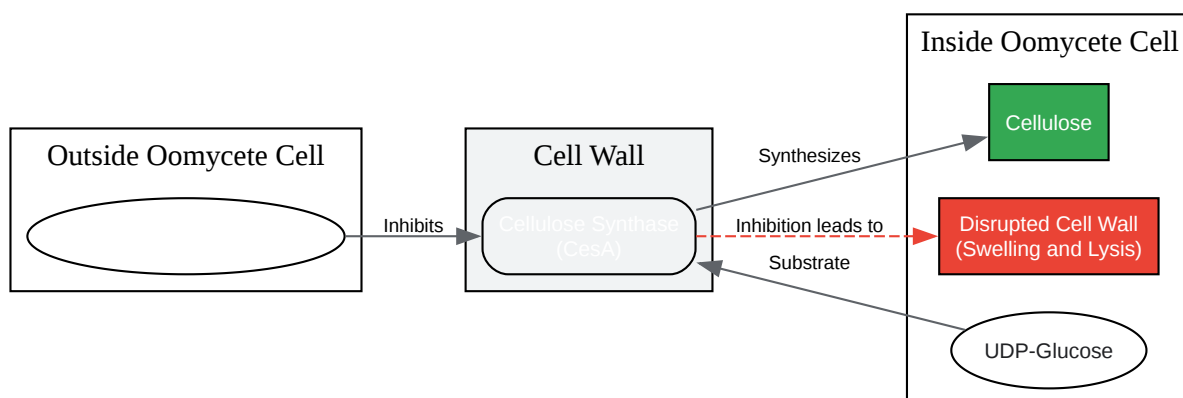 Outside Oomycete Cell
Inhibits
Cell Wall
Cellulose Synthase
(CesA)
Synthesizes
Inhibition leads to
Substrate
Inside Oomycete Cell
Cellulose
Disrupted Cell Wall
(Swelling and Lysis)
UDP-Glucose